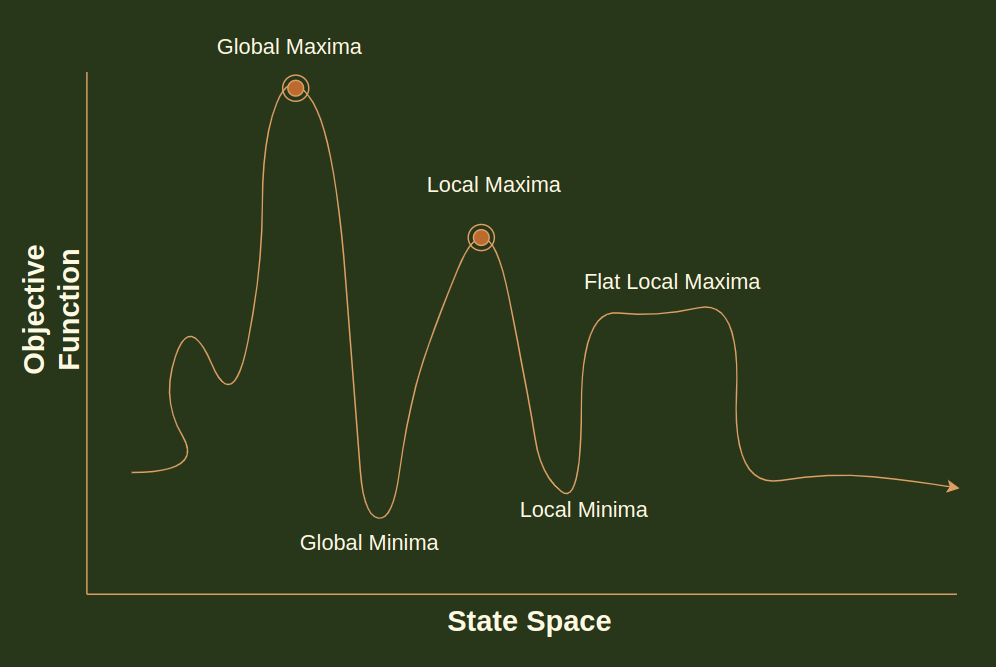 Global Maxima
Local Maxima
Objective
Function
Flat Local Maxima
Local Minima
Global Minima
State Space